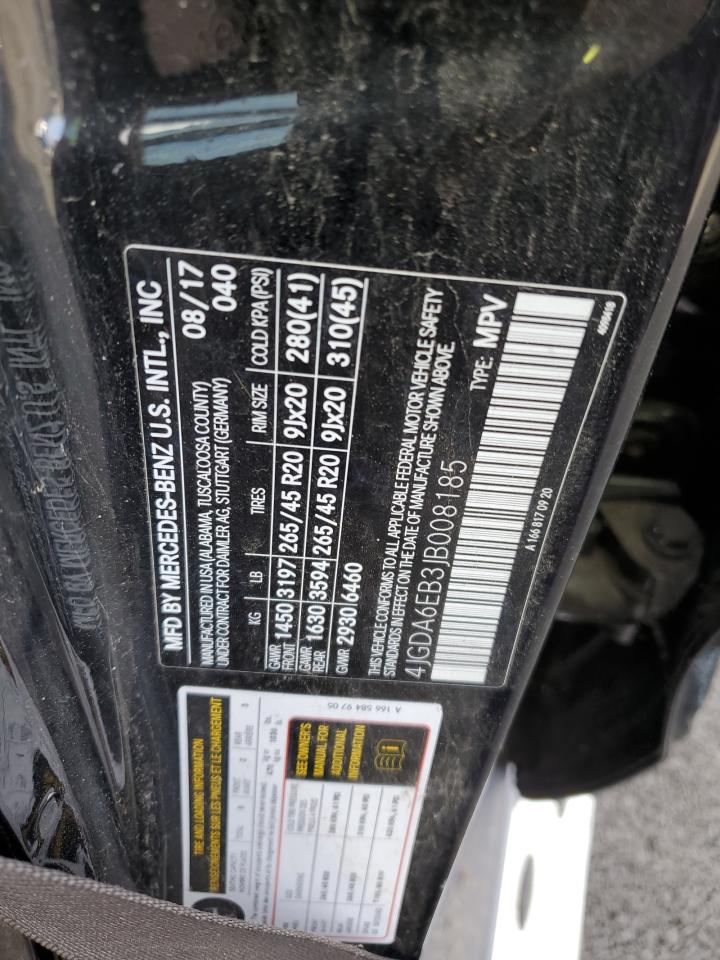 MFD BY MERCEDES-BENZ U.S. INTL., INC
MANUFACTURED IN USA (ALABAMA, TUSCALOOSA COUNTY) 08/17
UNDER CONTRACT FOR DAIMLER AG, STUTTGART (GERMANY) 040
KG LB TIRES RIM SIZE COLD KPA(PSI)
GAWR FRONT 1450 3197 265/45 R20 9Jx20 280(41)
GAWR REAR 1630 3594 265/45 R20 9Jx20 310(45)
GVWR 2930 6460
THIS VEHICLE CONFORMS TO ALL APPLICABLE FEDERAL MOTOR VEHICLE SAFETY
STANDARDS IN EFFECT ON THE DATE OF MANUFACTURE SHOWN ABOVE.
4JGDA6EB3JB008185 TYPE: MPV
A 166 817 09 20
TIRE AND LOADING INFORMATION
RENSEIGNEMENTS SUR LES PNEUS ET LE CHARGEMENT
SEE OWNER'S
MANUAL FOR
ADDITIONAL
INFORMATION
A 166 584 97 05